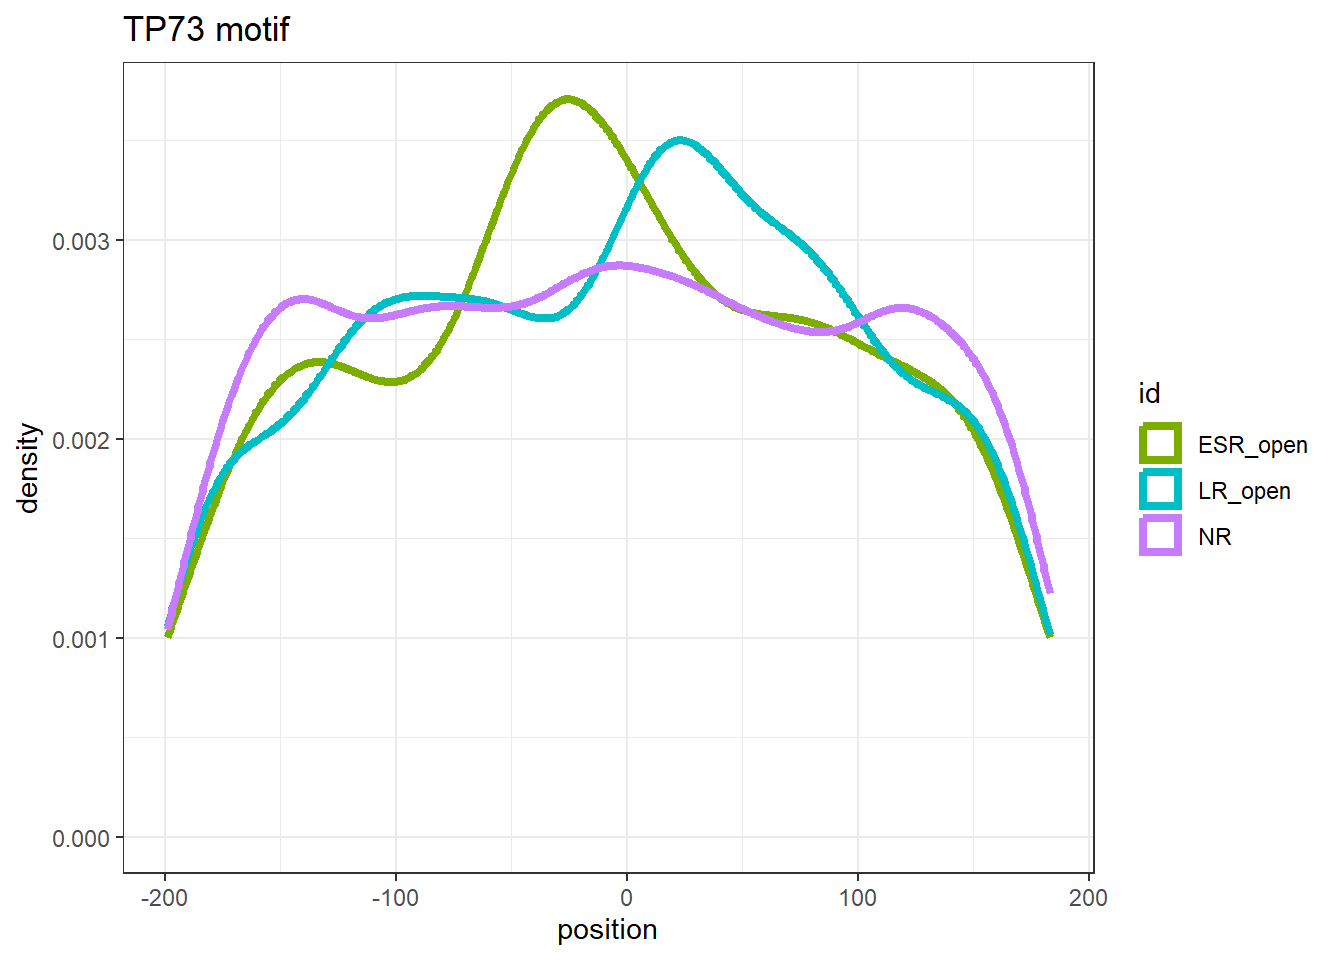 TP73 motif
density
0.003
0.002
0.001
0.000
-200
-100
0
100
200
position
id
ESR_open
LR_open
NR